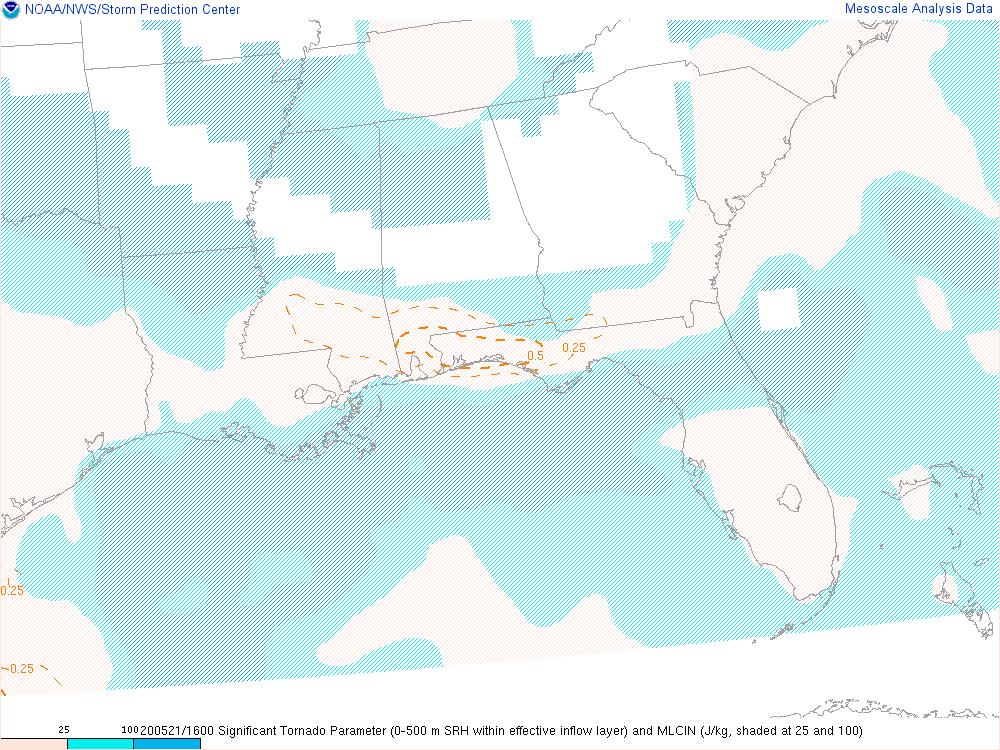 NOAA/NWS/Storm Prediction Center
Mesoscale Analysis Data
0.5
0.25
0.25
-0.25
25
100
200521/1600 Significant Tornado Parameter (0-500 m SRH within effective inflow layer) and MLCIN (J/kg, shaded at 25 and 100)